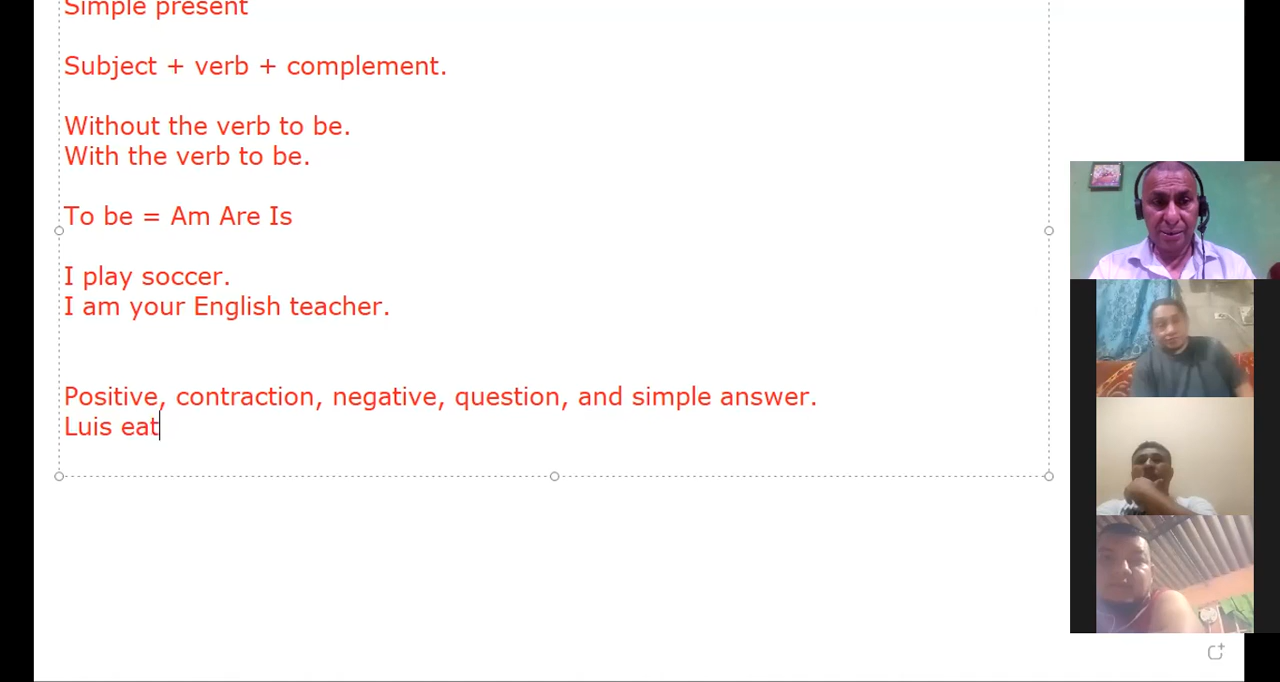 Simple present
Subject + verb + complement.
Without the verb to be.
With the verb to be.
To be = Am Are Is
I play soccer.
I am your English teacher.
Positive, contraction, negative, question, and simple answer.
Luis eat